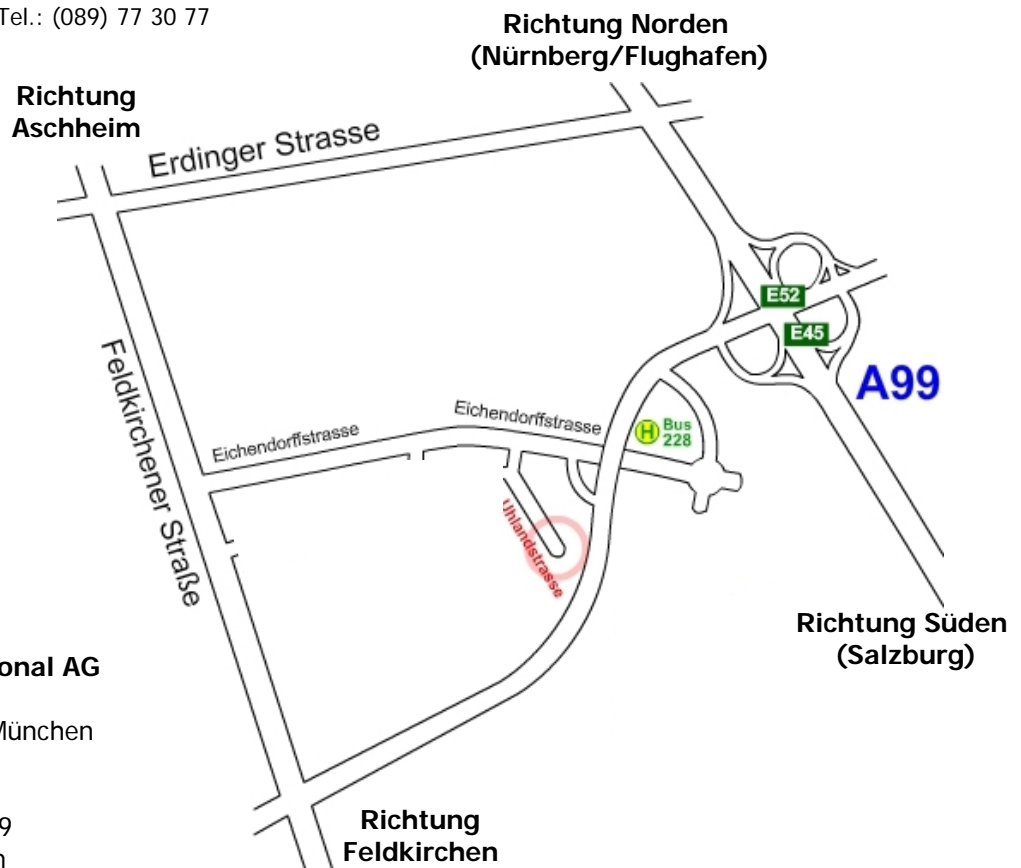 Tel.: (089) 77 30 77
Richtung Norden
(Nürnberg/Flughafen)
Richtung
Aschheim
Erdinger Strasse
E52
E45
A99
Feldkirchener Straße
Eichendorffstrasse
Eichendorffstrasse
H
Bus
228
Uhlandstrasse
Richtung Süden
(Salzburg)
AG
München
9
Richtung
Feldkirchen